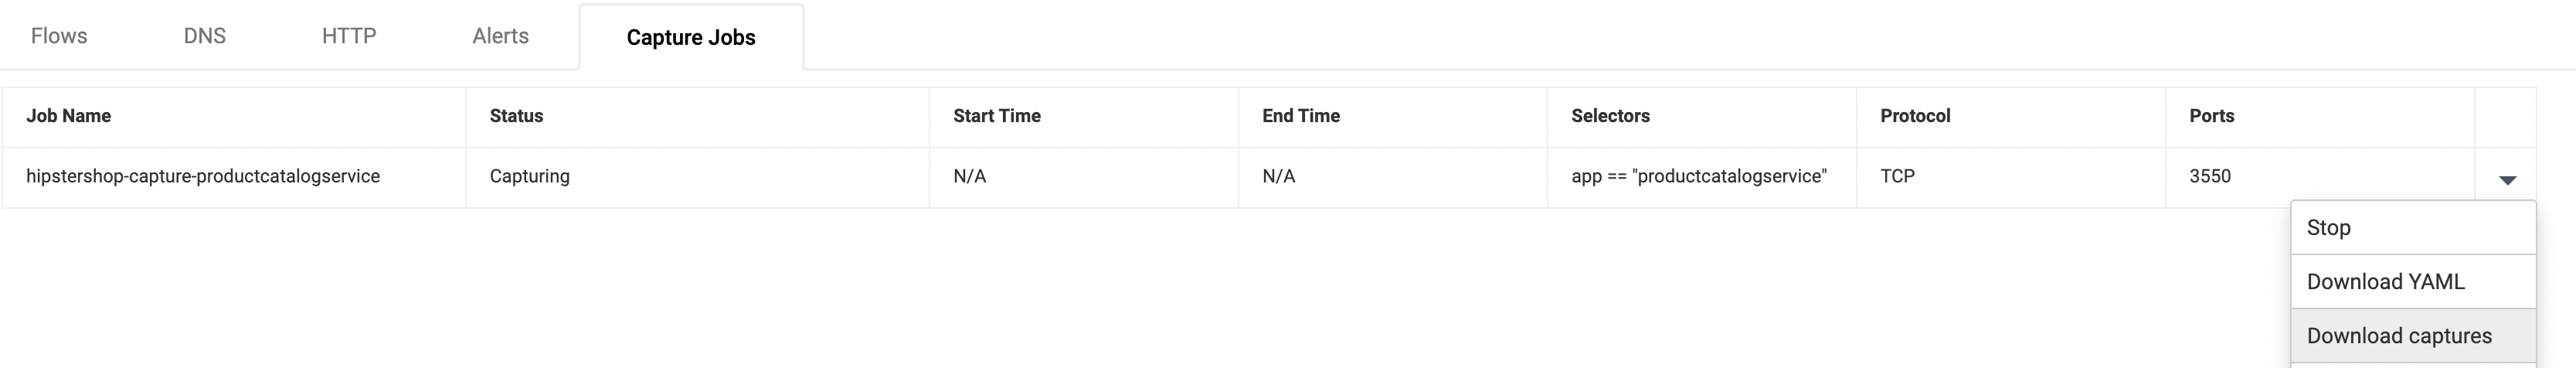 Flows DNS HTTP Alerts Capture Jobs
Job Name Status Start Time End Time Selectors Protocol Ports
hipstershop-capture-productcatalogservice Capturing N/A N/A app == "productcatalogservice" TCP 3550
Stop
Download YAML
Download captures